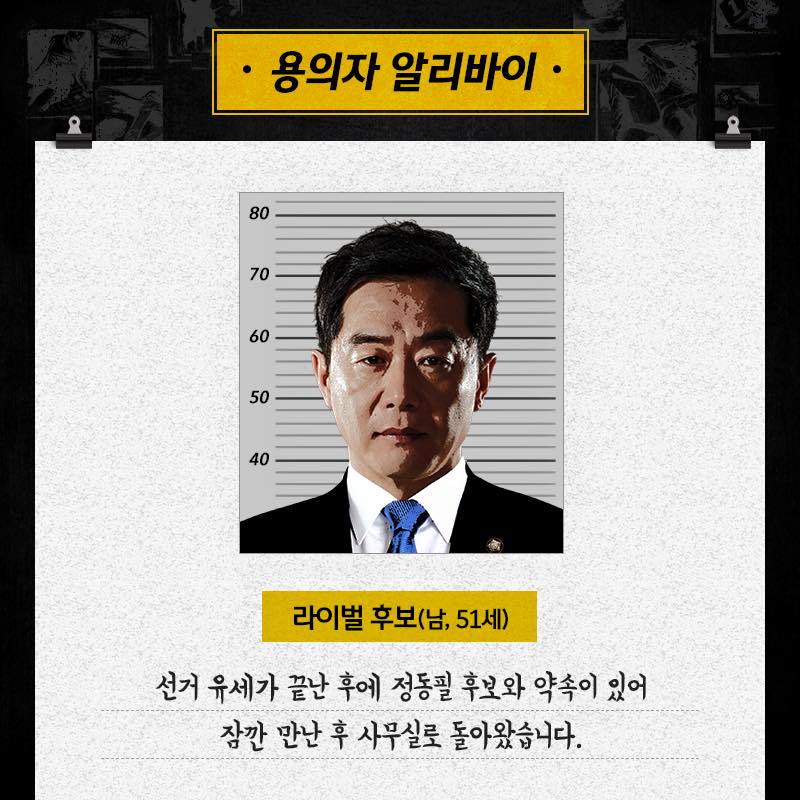 · 용의자 알리바이 ·
80
70
60
50
40
라이벌 후보(남, 51세)
선거 유세가 끝난 후에 정동필 후보와 약속이 있어
잠깐 만난 후 사무실로 돌아왔습니다.